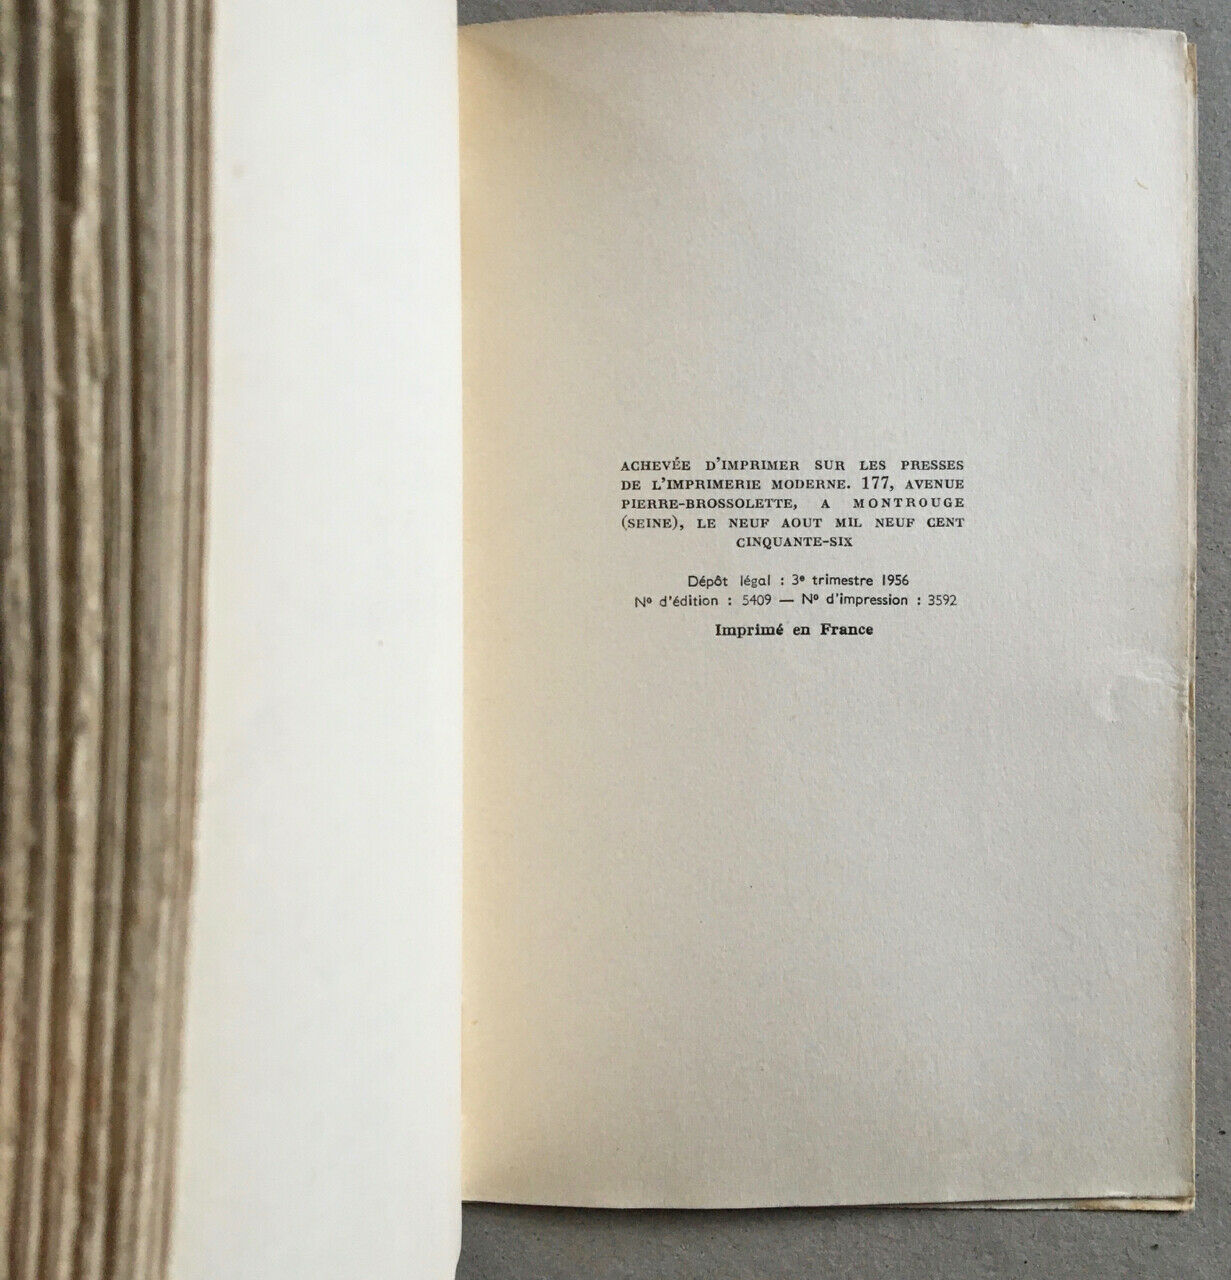 ACHEVÉE D'IMPRIMER SUR LES PRESSES
DE L'IMPRIMERIE MODERNE. 177, AVENUE
PIERRE-BROSSOLETTE, A MONTROUGE
(SEINE), LE NEUF AOUT MIL NEUF CENT
CINQUANTE-SIX
Dépôt légal : 3e trimestre 1956
No d'édition : 5409 — No d'impression : 3592
Imprimé en France